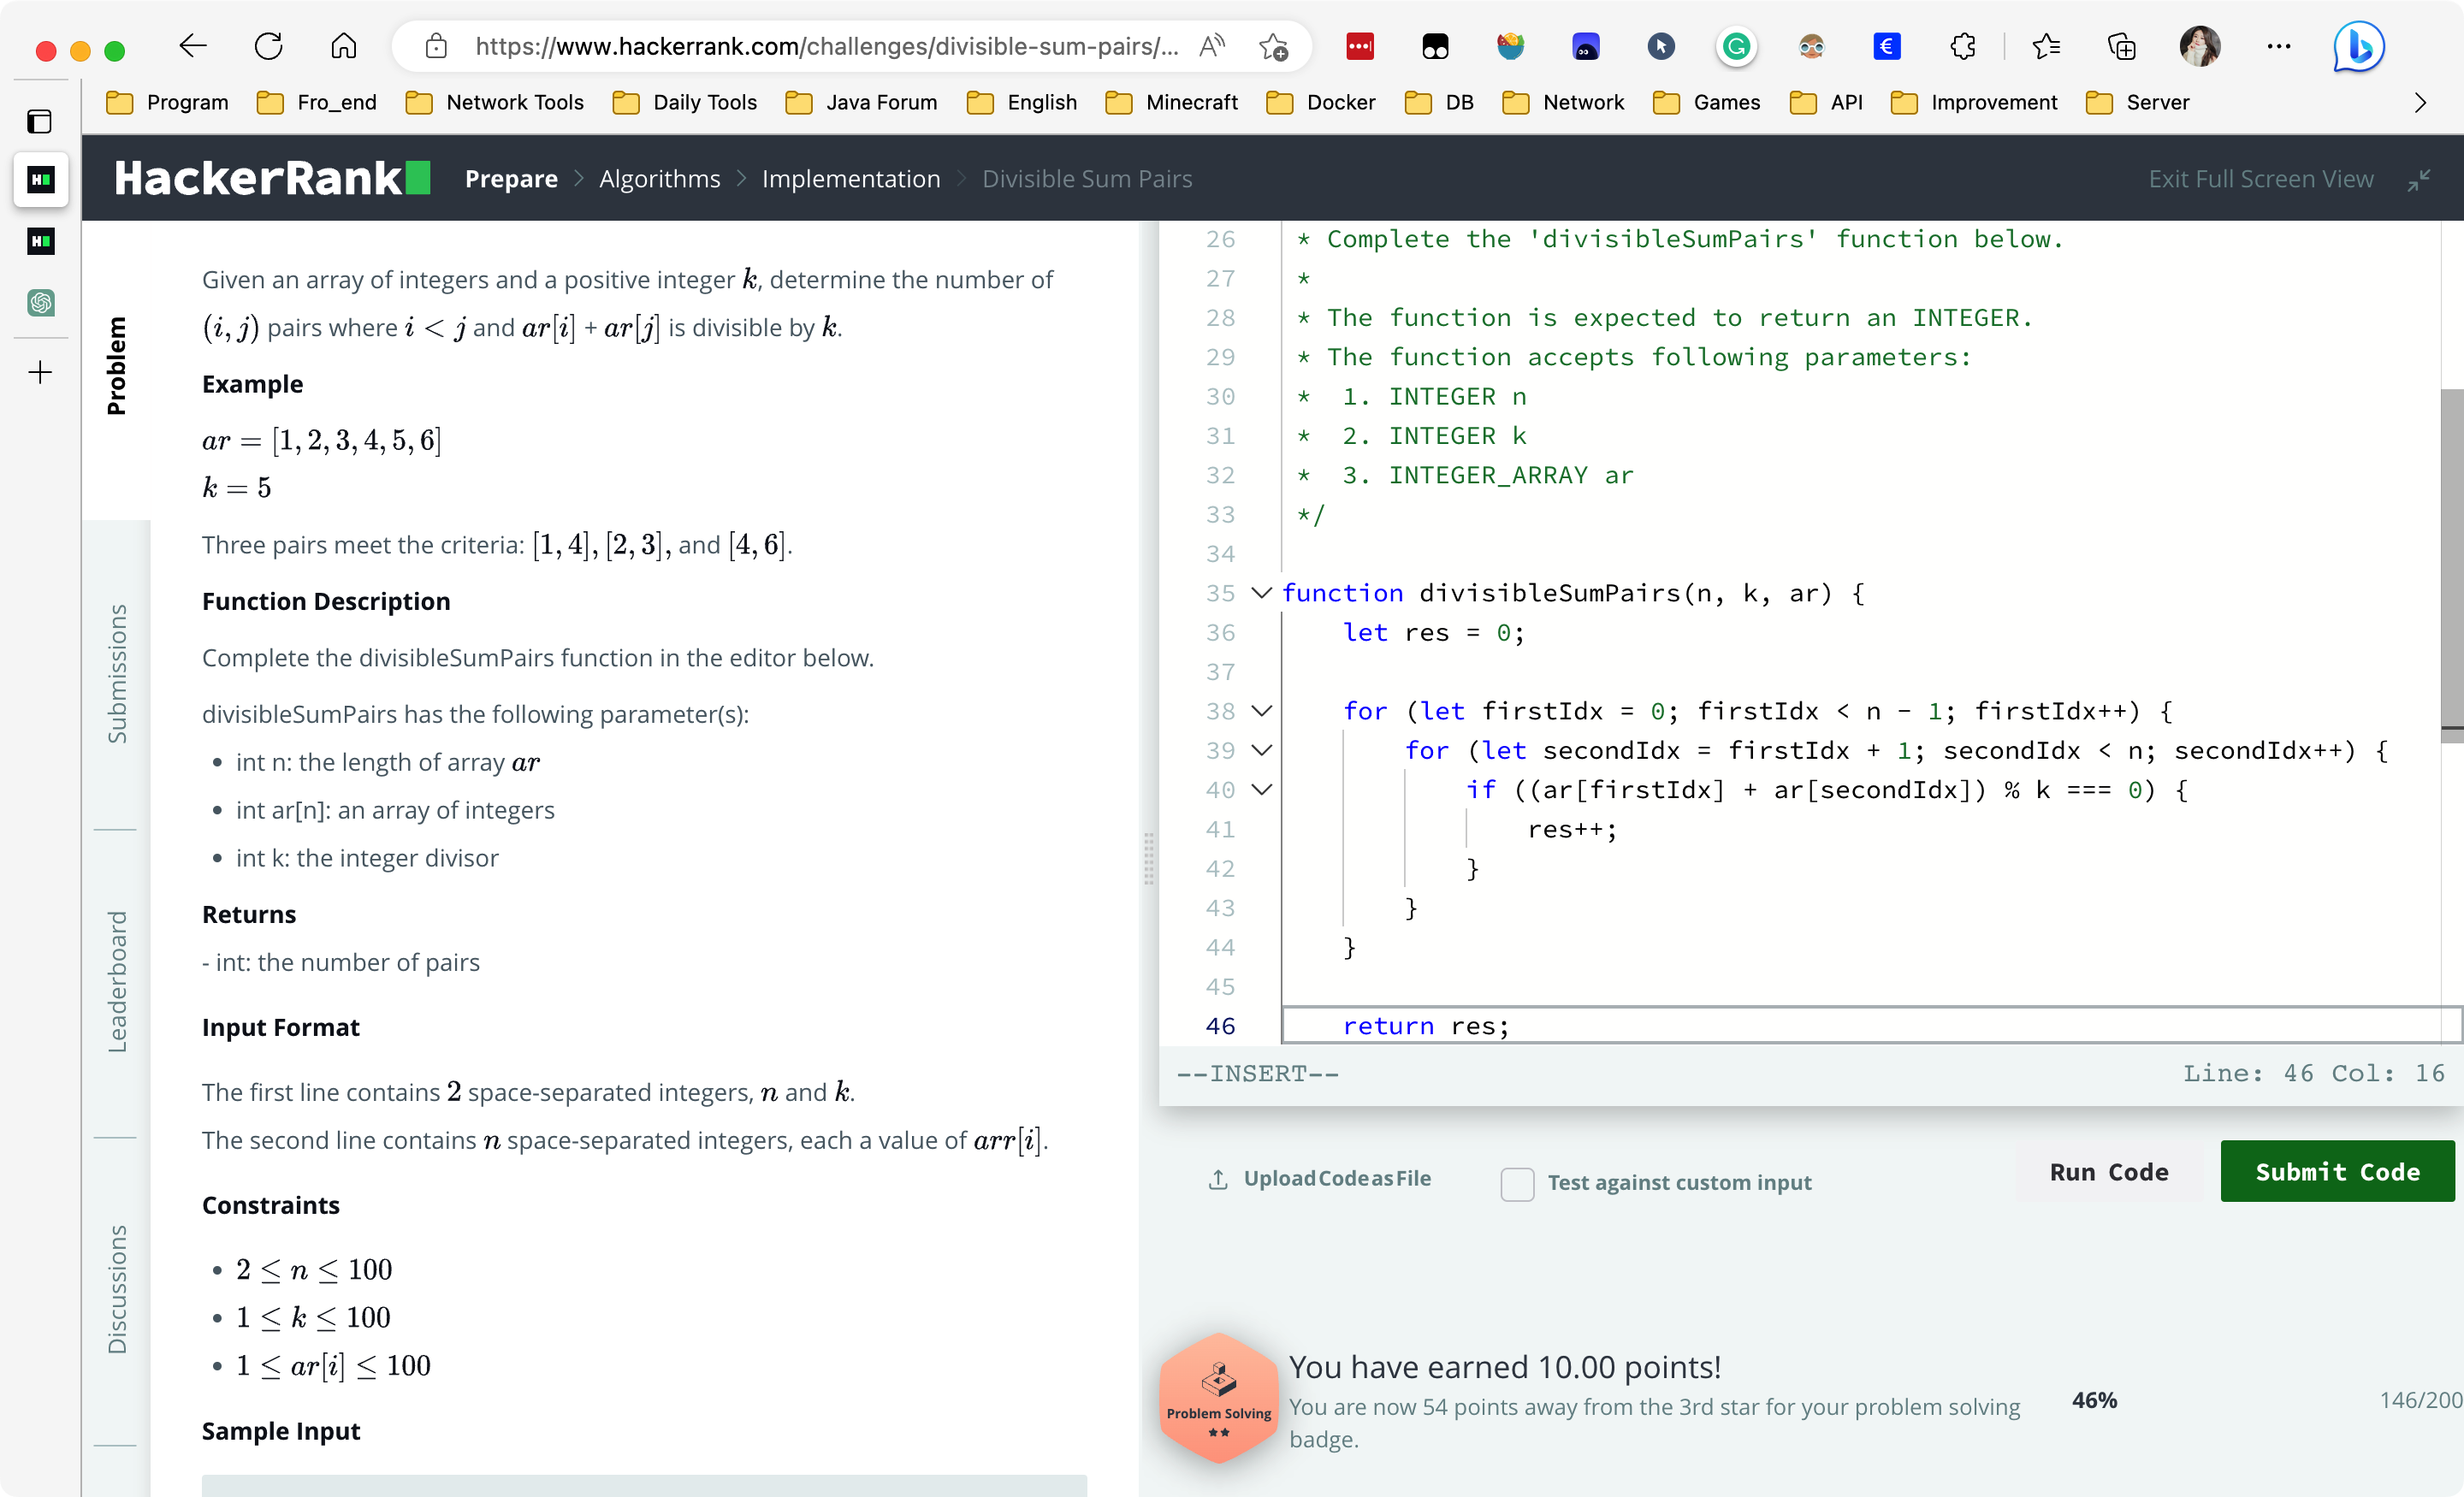 https://www.hackerrank.com/challenges/divisible-sum-pairs/...
Program Fro_end Network Tools Daily Tools Java Forum English Minecraft Docker DB Network Games API Improvement Server
HackerRank Prepare > Algorithms > Implementation > Divisible Sum Pairs Exit Full Screen View
Problem
Submissions
Leaderboard
Discussions
Given an array of integers and a positive integer k, determine the number of
(i, j) pairs where i < j and ar[i] + ar[j] is divisible by k.
Example
ar = [1, 2, 3, 4, 5, 6]
k = 5
Three pairs meet the criteria: [1, 4], [2, 3], and [4, 6].
Function Description
Complete the divisibleSumPairs function in the editor below.
divisibleSumPairs has the following parameter(s):
• int n: the length of array ar
• int ar[n]: an array of integers
• int k: the integer divisor
Returns
- int: the number of pairs
Input Format
The first line contains 2 space-separated integers, n and k.
The second line contains n space-separated integers, each a value of arr[i].
Constraints
• 2 ≤ n ≤ 100
• 1 ≤ k ≤ 100
• 1 ≤ ar[i] ≤ 100
Sample Input
26 * Complete the 'divisibleSumPairs' function below.
27 *
28 * The function is expected to return an INTEGER.
29 * The function accepts following parameters:
30 *  1. INTEGER n
31 *  2. INTEGER k
32 *  3. INTEGER_ARRAY ar
33 */
34
35 function divisibleSumPairs(n, k, ar) {
36     let res = 0;
37
38     for (let firstIdx = 0; firstIdx < n - 1; firstIdx++) {
39         for (let secondIdx = firstIdx + 1; secondIdx < n; secondIdx++) {
40             if ((ar[firstIdx] + ar[secondIdx]) % k === 0) {
41                 res++;
42             }
43         }
44     }
45
46     return res;
--INSERT-- Line: 46 Col: 16
Upload Code as File Test against custom input Run Code Submit Code
Problem Solving
You have earned 10.00 points!
You are now 54 points away from the 3rd star for your problem solving
badge.
46% 146/200